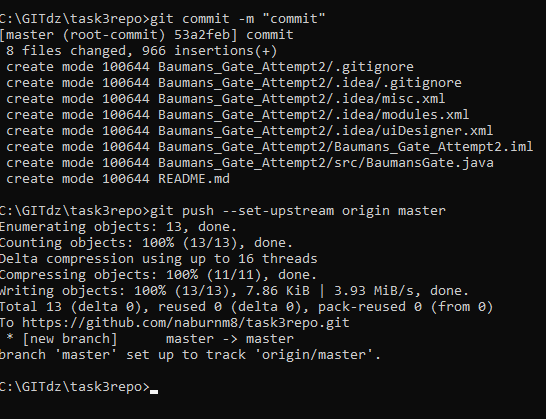 C:\GITdz\task3repo>git commit -m "commit"
[master (root-commit) 53a2feb] commit
 8 files changed, 966 insertions(+)
 create mode 100644 Baumans_Gate_Attempt2/.gitignore
 create mode 100644 Baumans_Gate_Attempt2/.idea/.gitignore
 create mode 100644 Baumans_Gate_Attempt2/.idea/misc.xml
 create mode 100644 Baumans_Gate_Attempt2/.idea/modules.xml
 create mode 100644 Baumans_Gate_Attempt2/.idea/uiDesigner.xml
 create mode 100644 Baumans_Gate_Attempt2/Baumans_Gate_Attempt2.iml
 create mode 100644 Baumans_Gate_Attempt2/src/BaumsGate.java
 create mode 100644 README.md
C:\GITdz\task3repo>git push --set-upstream origin master
Enumerating objects: 13, done.
Counting objects: 100% (13/13), done.
Delta compression using up to 16 threads
Compressing objects: 100% (11/11), done.
Writing objects: 100% (13/13), 7.86 KiB | 3.93 MiB/s, done.
Total 13 (delta 0), reused 0 (delta 0), pack-reused 0 (from 0)
To https://github.com/naburnm8/task3repo.git
 * [new branch]      master -> master
branch 'master' set up to track 'origin/master'.
C:\GITdz\task3repo>